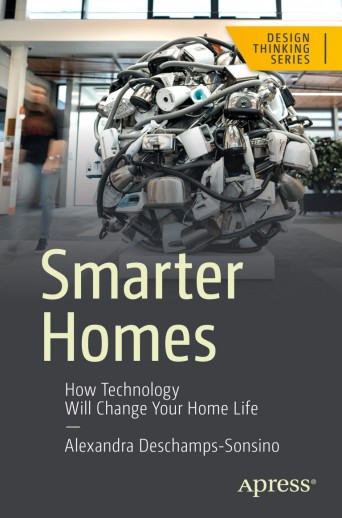 DESIGN
THINKING
SERIES
Smarter
Homes
How Technology
Will Change Your Home Life
Alexandra Deschamps-Sonsino
Apress®